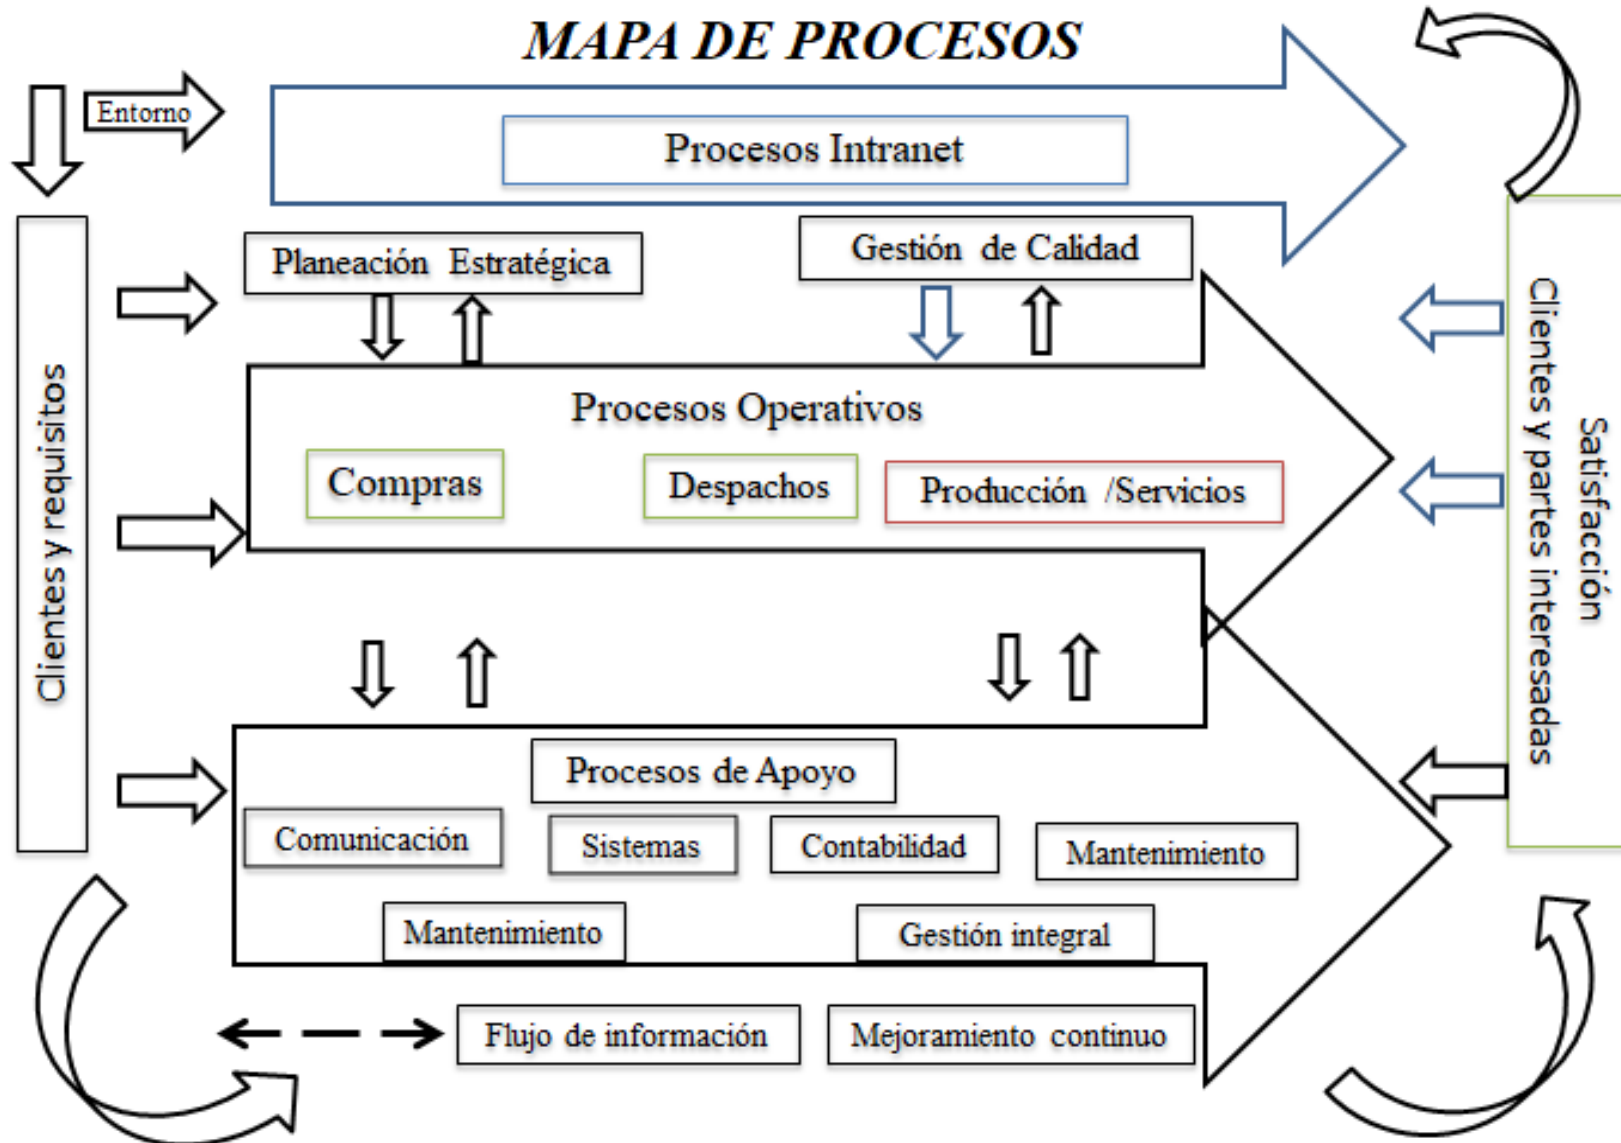 MAPA DE PROCESOS
Entorno
Procesos Intranet
Planeación Estratégica
Gestión de Calidad
Clientes y requisitos
Procesos Operativos
Compras
Despachos
Producción /Servicios
Satisfacción
Clientes y partes interesadas
Procesos de Apoyo
Comunicación
Sistemas
Contabilidad
Mantenimiento
Mantenimiento
Gestión integral
Flujo de información
Mejoramiento continuo